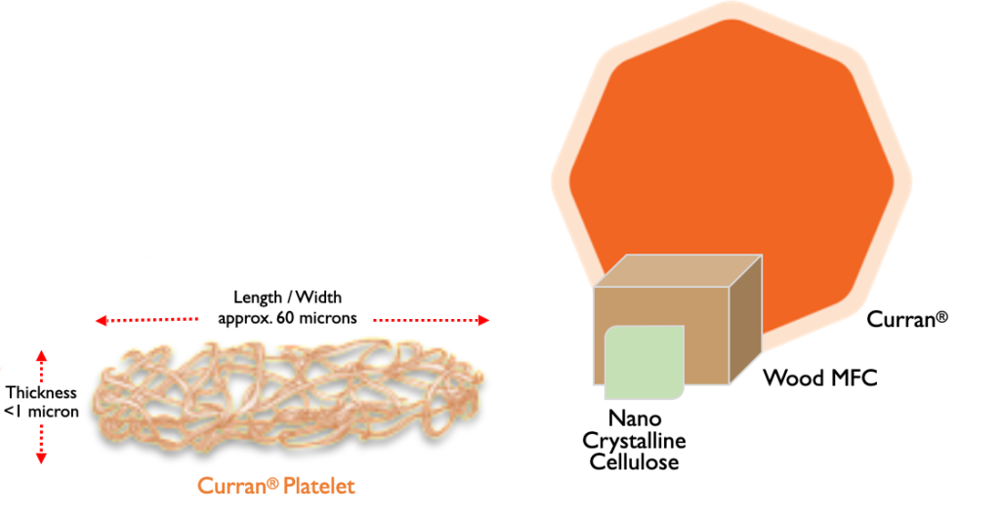 Length / Width
approx. 60 microns
Thickness
<1 micron
Curran® Platelet
Curran®
Wood MFC
Nano
Crystalline
Cellulose